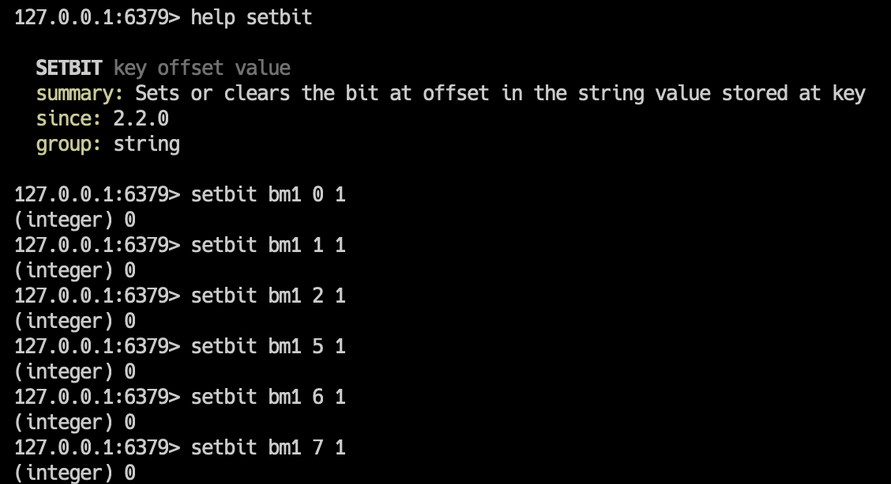 127.0.0.1:6379> help setbit
SETBIT key offset value
summary: Sets or clears the bit at offset in the string value stored at key
since: 2.2.0
group: string
127.0.0.1:6379> setbit bm1 0 1
(integer) 0
127.0.0.1:6379> setbit bm1 1 1
(integer) 0
127.0.0.1:6379> setbit bm1 2 1
(integer) 0
127.0.0.1:6379> setbit bm1 5 1
(integer) 0
127.0.0.1:6379> setbit bm1 6 1
(integer) 0
127.0.0.1:6379> setbit bm1 7 1
(integer) 0